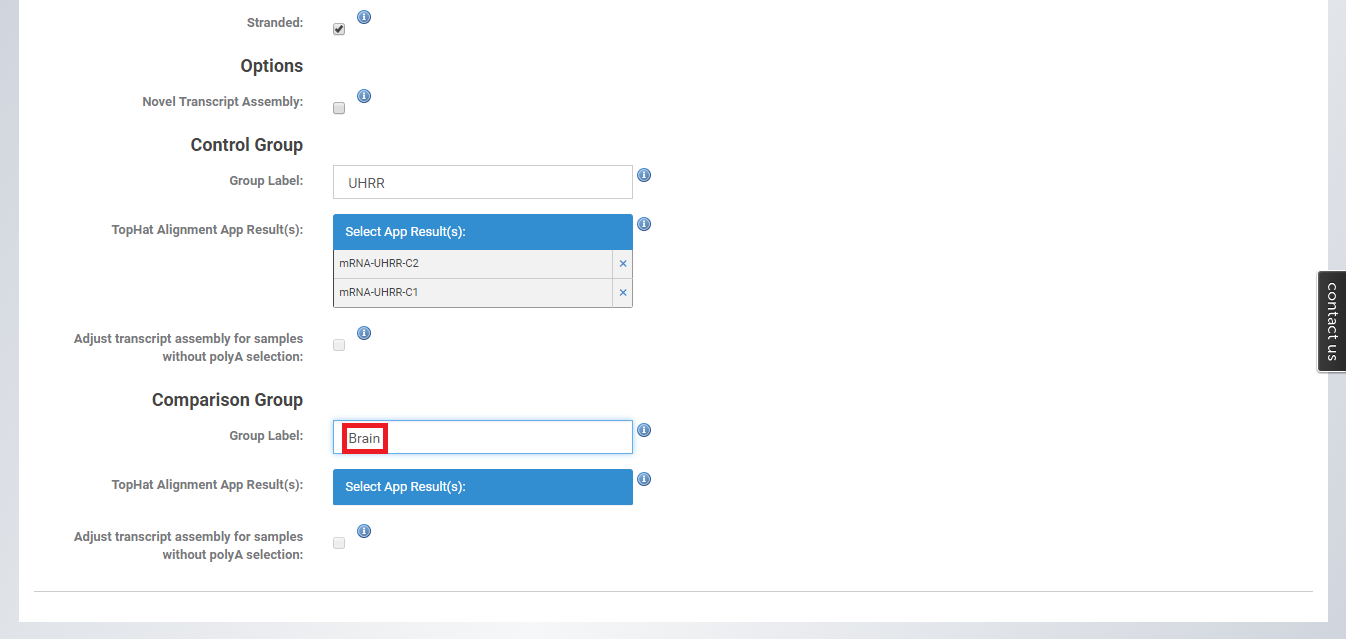 Stranded:
Options
Novel Transcript Assembly:
Control Group
Group Label:
UHRR
TopHat Alignment App Result(s):
Select App Result(s):
mRNA-UHRR-C2
mRNA-UHRR-C1
Adjust transcript assembly for samples
without polyA selection:
Comparison Group
Group Label:
Brain
TopHat Alignment App Result(s):
Select App Result(s):
Adjust transcript assembly for samples
without polyA selection:
contact us